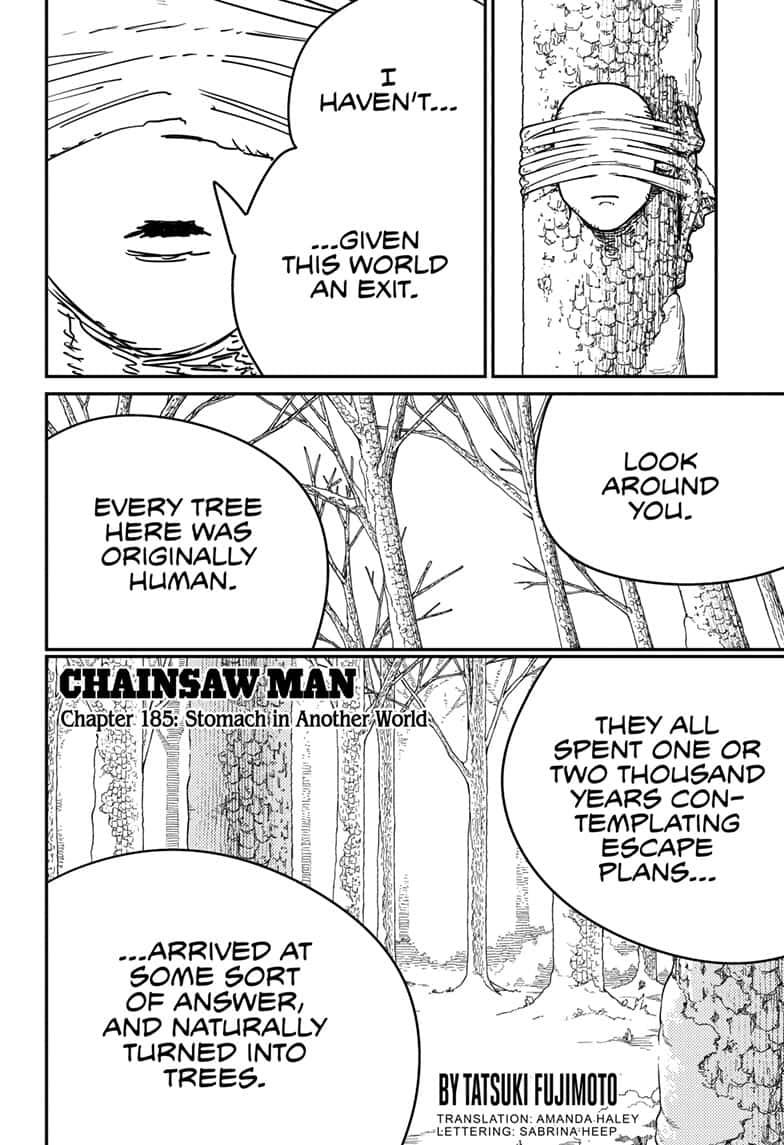 I
HAVEN'T...
...GIVEN
THIS WORLD
AN EXIT.
LOOK
AROUND
YOU.
EVERY TREE
HERE WAS
ORIGINALLY
HUMAN.
CHAINSAW MAN
Chapter 185: Stomach in Another World
THEY ALL
SPENT ONE OR
TWO THOUSAND
YEARS CON-
TEMPLATING
ESCAPE
PLANS...
...ARRIVED AT
SOME SORT
OF ANSWER,
AND NATURALLY
TURNED INTO
TREES.
BY TATSUKI FUJIMOTO
TRANSLATION: AMANDA HALEY
LETTERING: SABRINA HEEP